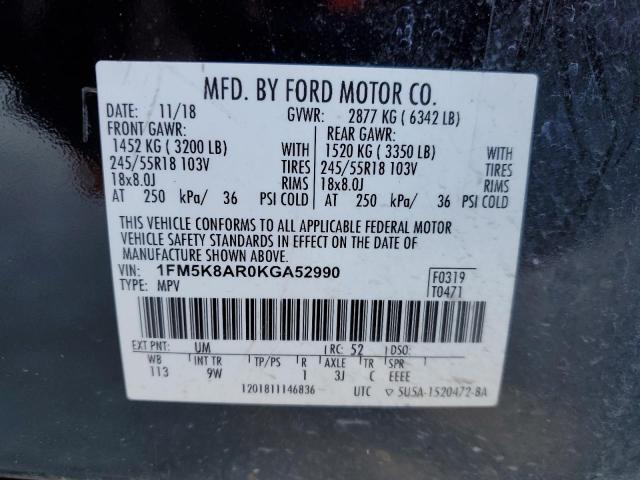 MFD. BY FORD MOTOR CO.
DATE: 11/18 GVWR: 2877 KG ( 6342 LB)
FRONT GAWR: REAR GAWR:
1452 KG ( 3200 LB) WITH 1520 KG ( 3350 LB) WITH
245/55R18 103V TIRES 245/55R18 103V TIRES
18x8.0J RIMS 18x8.0J RIMS
AT 250 kPa/ 36 PSI COLD AT 250 kPa/ 36 PSI COLD
THIS VEHICLE CONFORMS TO ALL APPLICABLE FEDERAL MOTOR
VEHICLE SAFETY STANDARDS IN EFFECT ON THE DATE OF
MANUFACTURE SHOWN ABOVE.
VIN: 1FM5K8AR0KGA52990 F0319
TYPE: MPV T0471
EXT PNT: UM RC: 52 DSO:
WB INT TR TP/PS R AXLE TR SPR
113 9W 1 3J C EEEE
1201811146836 UTC ▽ 5U5A-1520472-BA